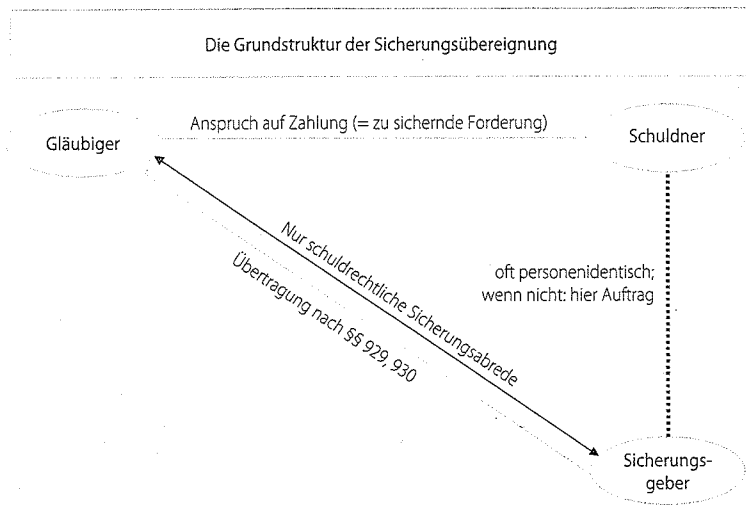 Die Grundstruktur der Sicherungsübereignung
Gläubiger
Anspruch auf Zahlung (= zu sichernde Forderung)
Schuldner
Nur schuldrechtliche Sicherungsabrede
Übertragung nach §§ 929, 930
oft personenidentisch;
wenn nicht: hier Auftrag
Sicherungs-
geber